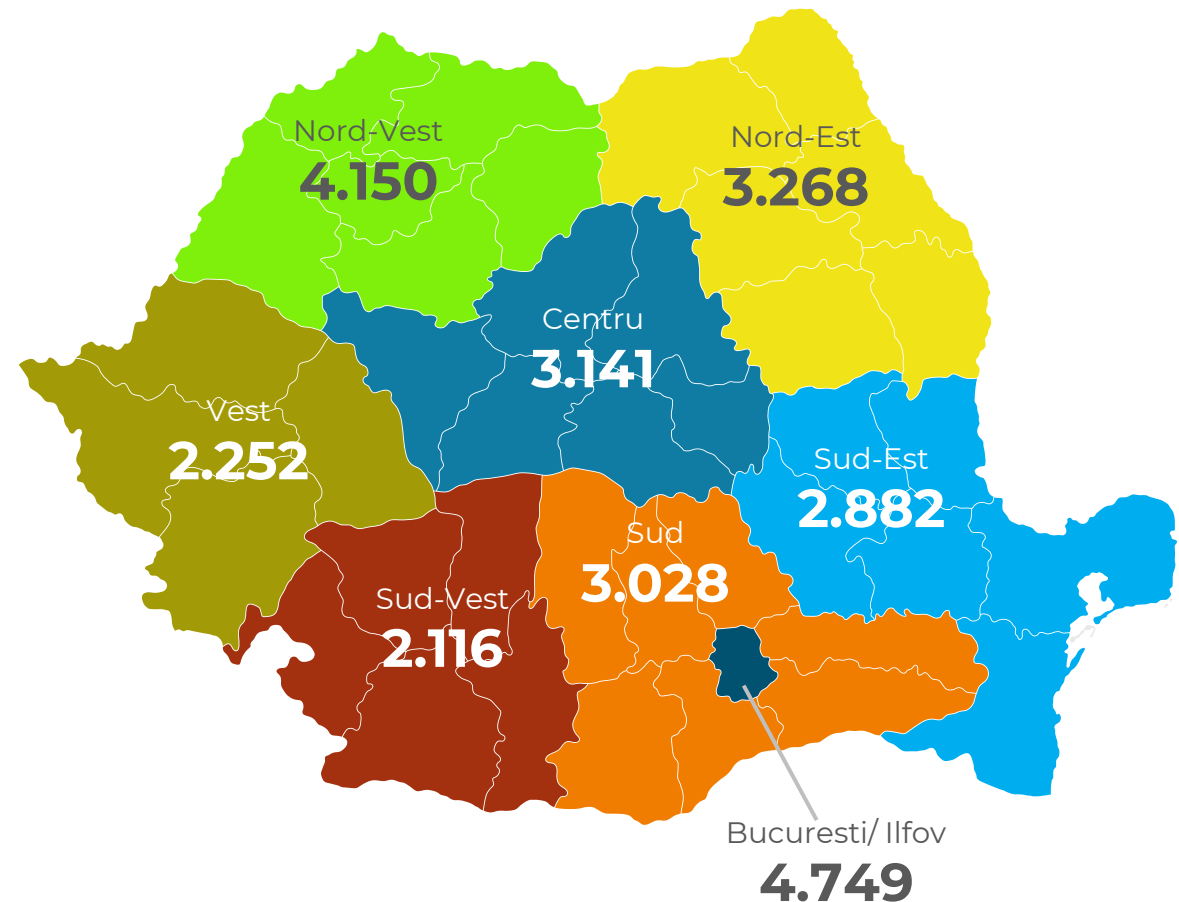 Nord-Vest
4.150
Nord-Est
3.268
Centru
3.141
Vest
2.252
Sud-Est
2.882
Sud
3.028
Sud-Vest
2.116
Bucuresti/ Ilfov
4.749